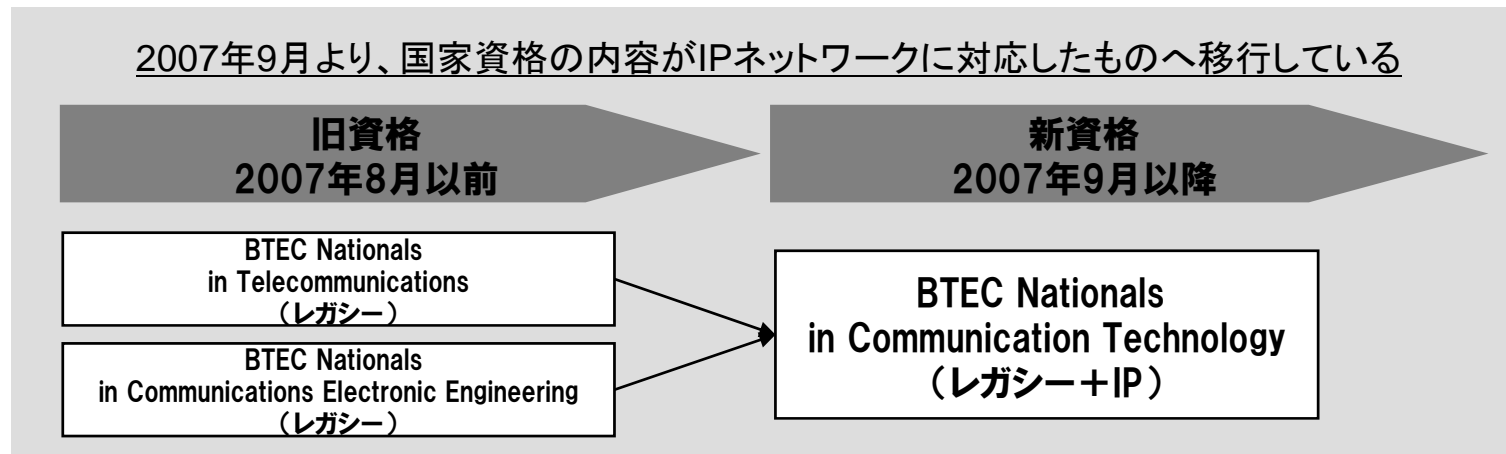 2007年9月より、国家資格の内容がIPネットワークに対応したものへ移行している
旧資格
2007年8月以前
新資格
2007年9月以降
BTEC Nationals
in Telecommunications
（レガシー）
BTEC Nationals
in Communications Electronic Engineering
（レガシー）
BTEC Nationals
in Communication Technology
（レガシー＋IP）